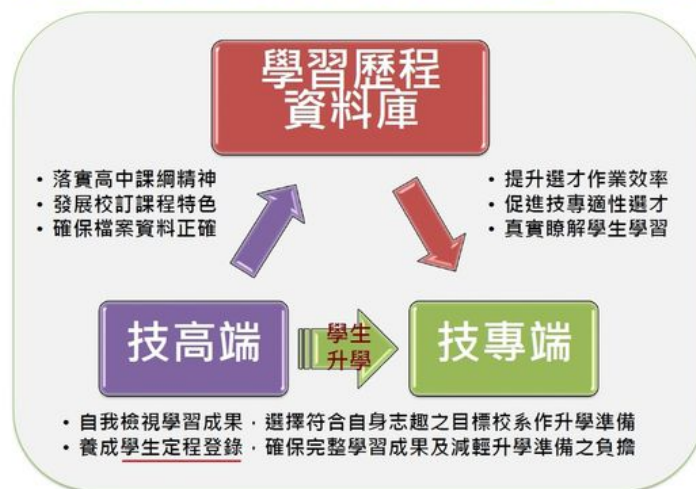 學習歷程
資料庫
• 落實高中課綱精神
• 發展校訂課程特色
• 確保檔案資料正確
• 提升選才作業效率
• 促進技專適性選才
• 真實瞭解學生學習
技高端
學生
升學
技專端
• 自我檢視學習成果，選擇符合自身志趣之目標校系作升學準備
• 養成學生定程登錄，確保完整學習成果及減輕升學準備之負擔